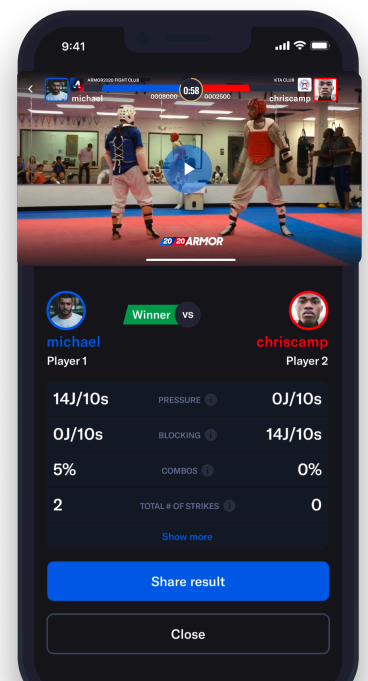 9:41
ARMOR2020 FIGHT CLUB
KTA CLUB
michael
0008000
0:58
0002500
chriscamp
20 20 ARMOR
Winner
VS
michael
chriscamp
Player 1
Player 2
14J/10s PRESSURE i 0J/10s
0J/10s BLOCKING i 14J/10s
5% COMBOS i 0%
2 TOTAL # OF STRIKES i 0
Show more
Share result
Close